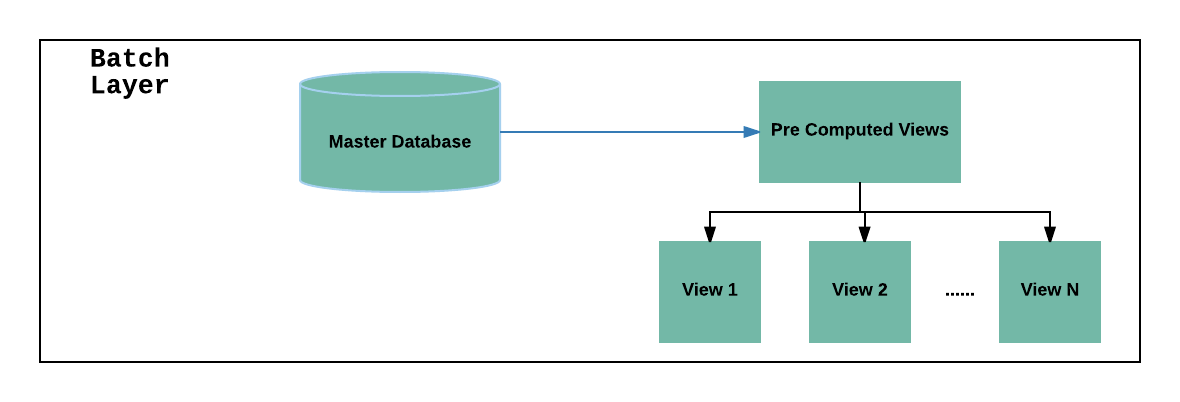 Batch
Layer
Master Database
Pre Computed Views
View 1
View 2
......
View N